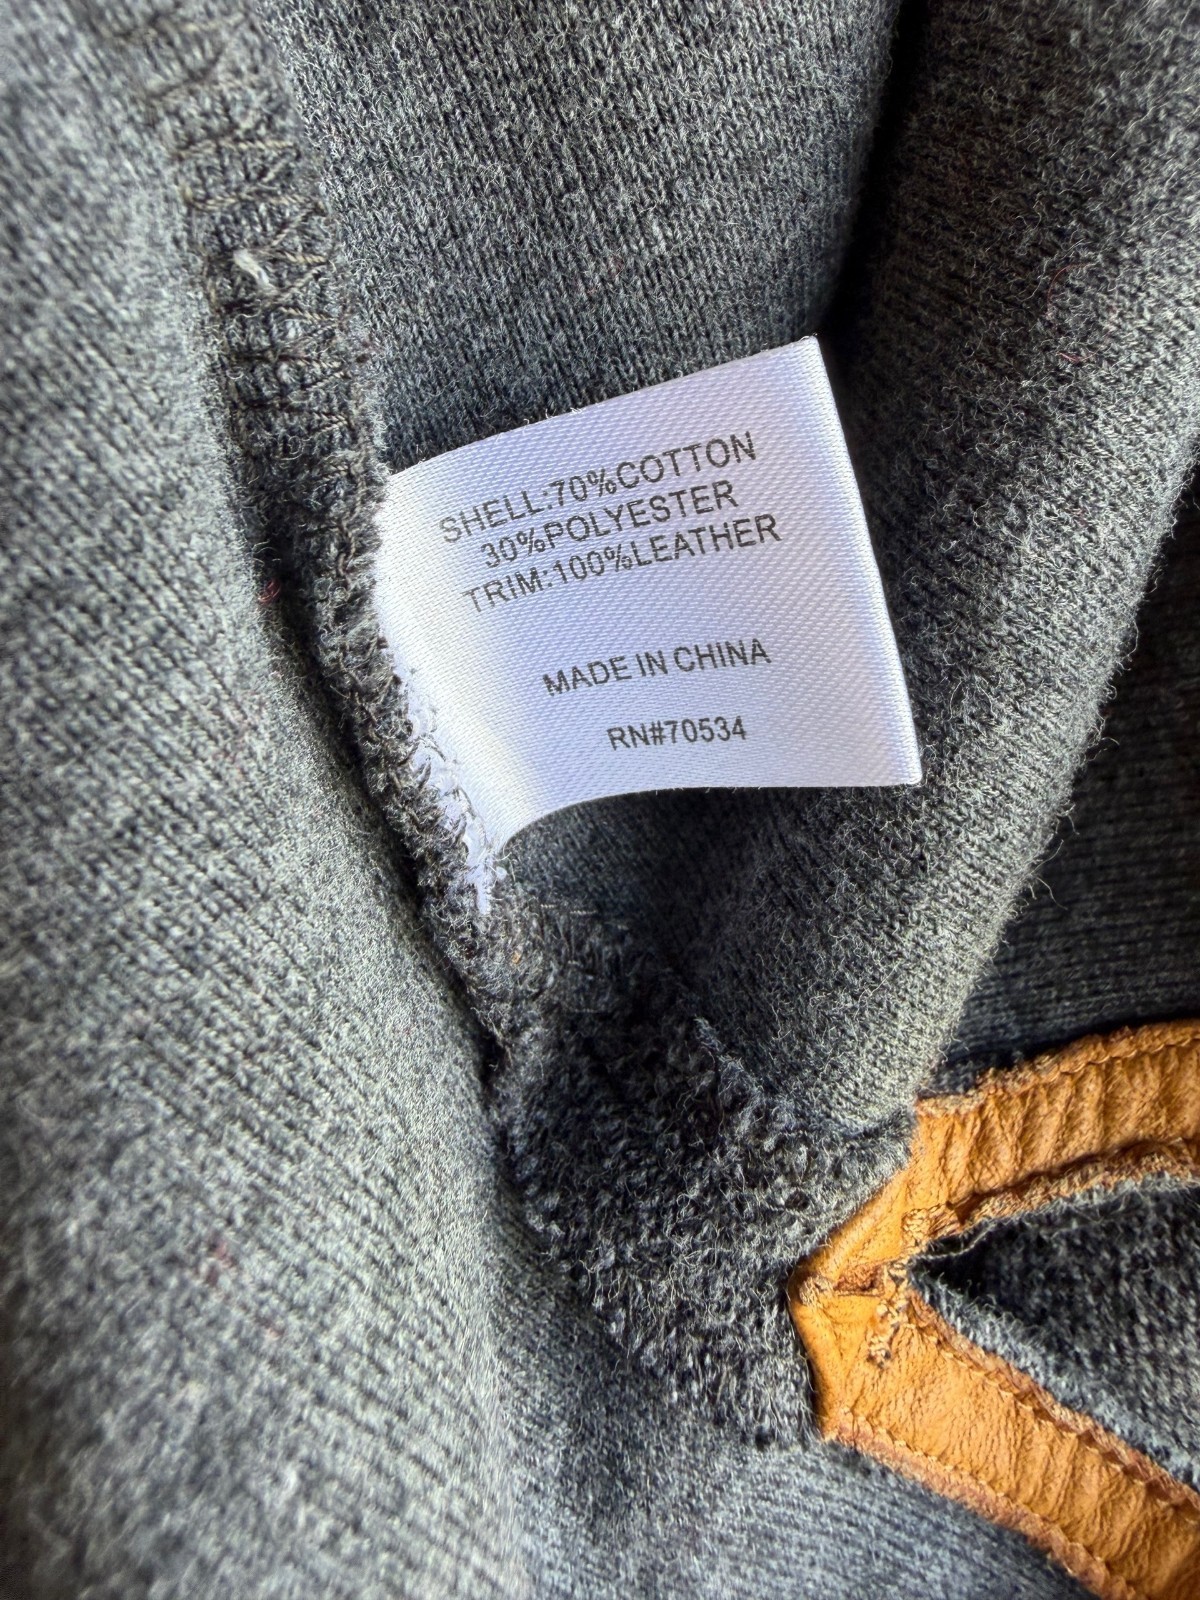 SHELL:70%COTTON
30%POLYESTER
TRIM:100%LEATHER
MADE IN CHINA
RN#70534